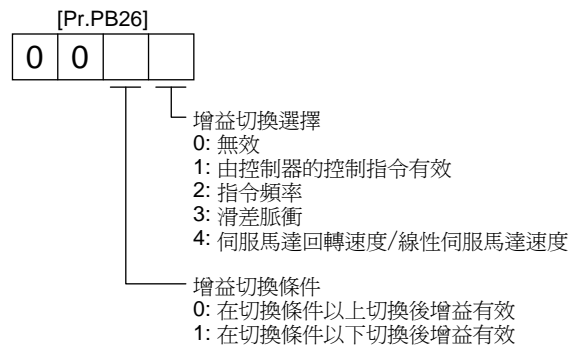 [Pr.PB26]
0 0
增益切換選擇
0: 無效
1: 由控制器的控制指令有效
2: 指令頻率
3: 滑差脈衝
4: 伺服馬達回轉速度/線性伺服馬達速度
增益切換條件
0: 在切換條件以上切換後增益有效
1: 在切換條件以下切換後增益有效